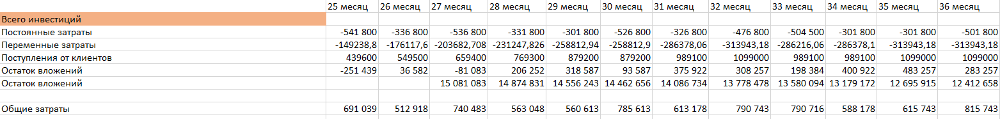 25 месяц 26 месяц 27 месяц 28 месяц 29 месяц 30 месяц 31 месяц 32 месяц 33 месяц 34 месяц 35 месяц 36 месяц
Всего инвестиций
Постоянные затраты -541 800 -336 800 -536 800 -331 800 -301 800 -526 800 -326 800 -476 800 -504 500 -301 800 -301 800 -501 800
Переменные затраты -149238,8 -176117,6 -203682,708 -231247,826 -258812,94 -258812,9 -286378,06 -313943,18 -286216,06 -286378,1 -313943,18 -313943,18
Поступления от клиентов 439600 549500 659400 769300 879200 879200 989100 1099000 989100 989100 1099000 1099000
Остаток вложений -251 439 36 582 -81 083 206 252 318 587 93 587 375 922 308 257 198 384 400 922 483 257 283 257
Остаток вложений 15 081 083 14 874 831 14 556 243 14 462 656 14 086 734 13 778 478 13 580 094 13 179 172 12 695 915 12 412 658
Общие затраты 691 039 512 918 740 483 563 048 560 613 785 613 613 178 790 743 790 716 588 178 615 743 815 743